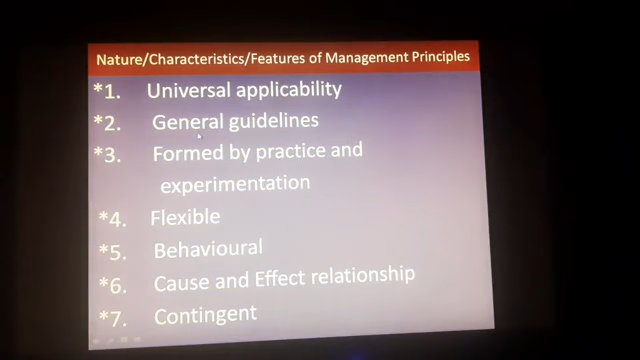 Nature/Characteristics/Features of Management Principles
*1. Universal applicability
*2. General guidelines
*3. Formed by practice and
experimentation
*4. Flexible
*5. Behavioural
*6. Cause and Effect relationship
*7. Contingent